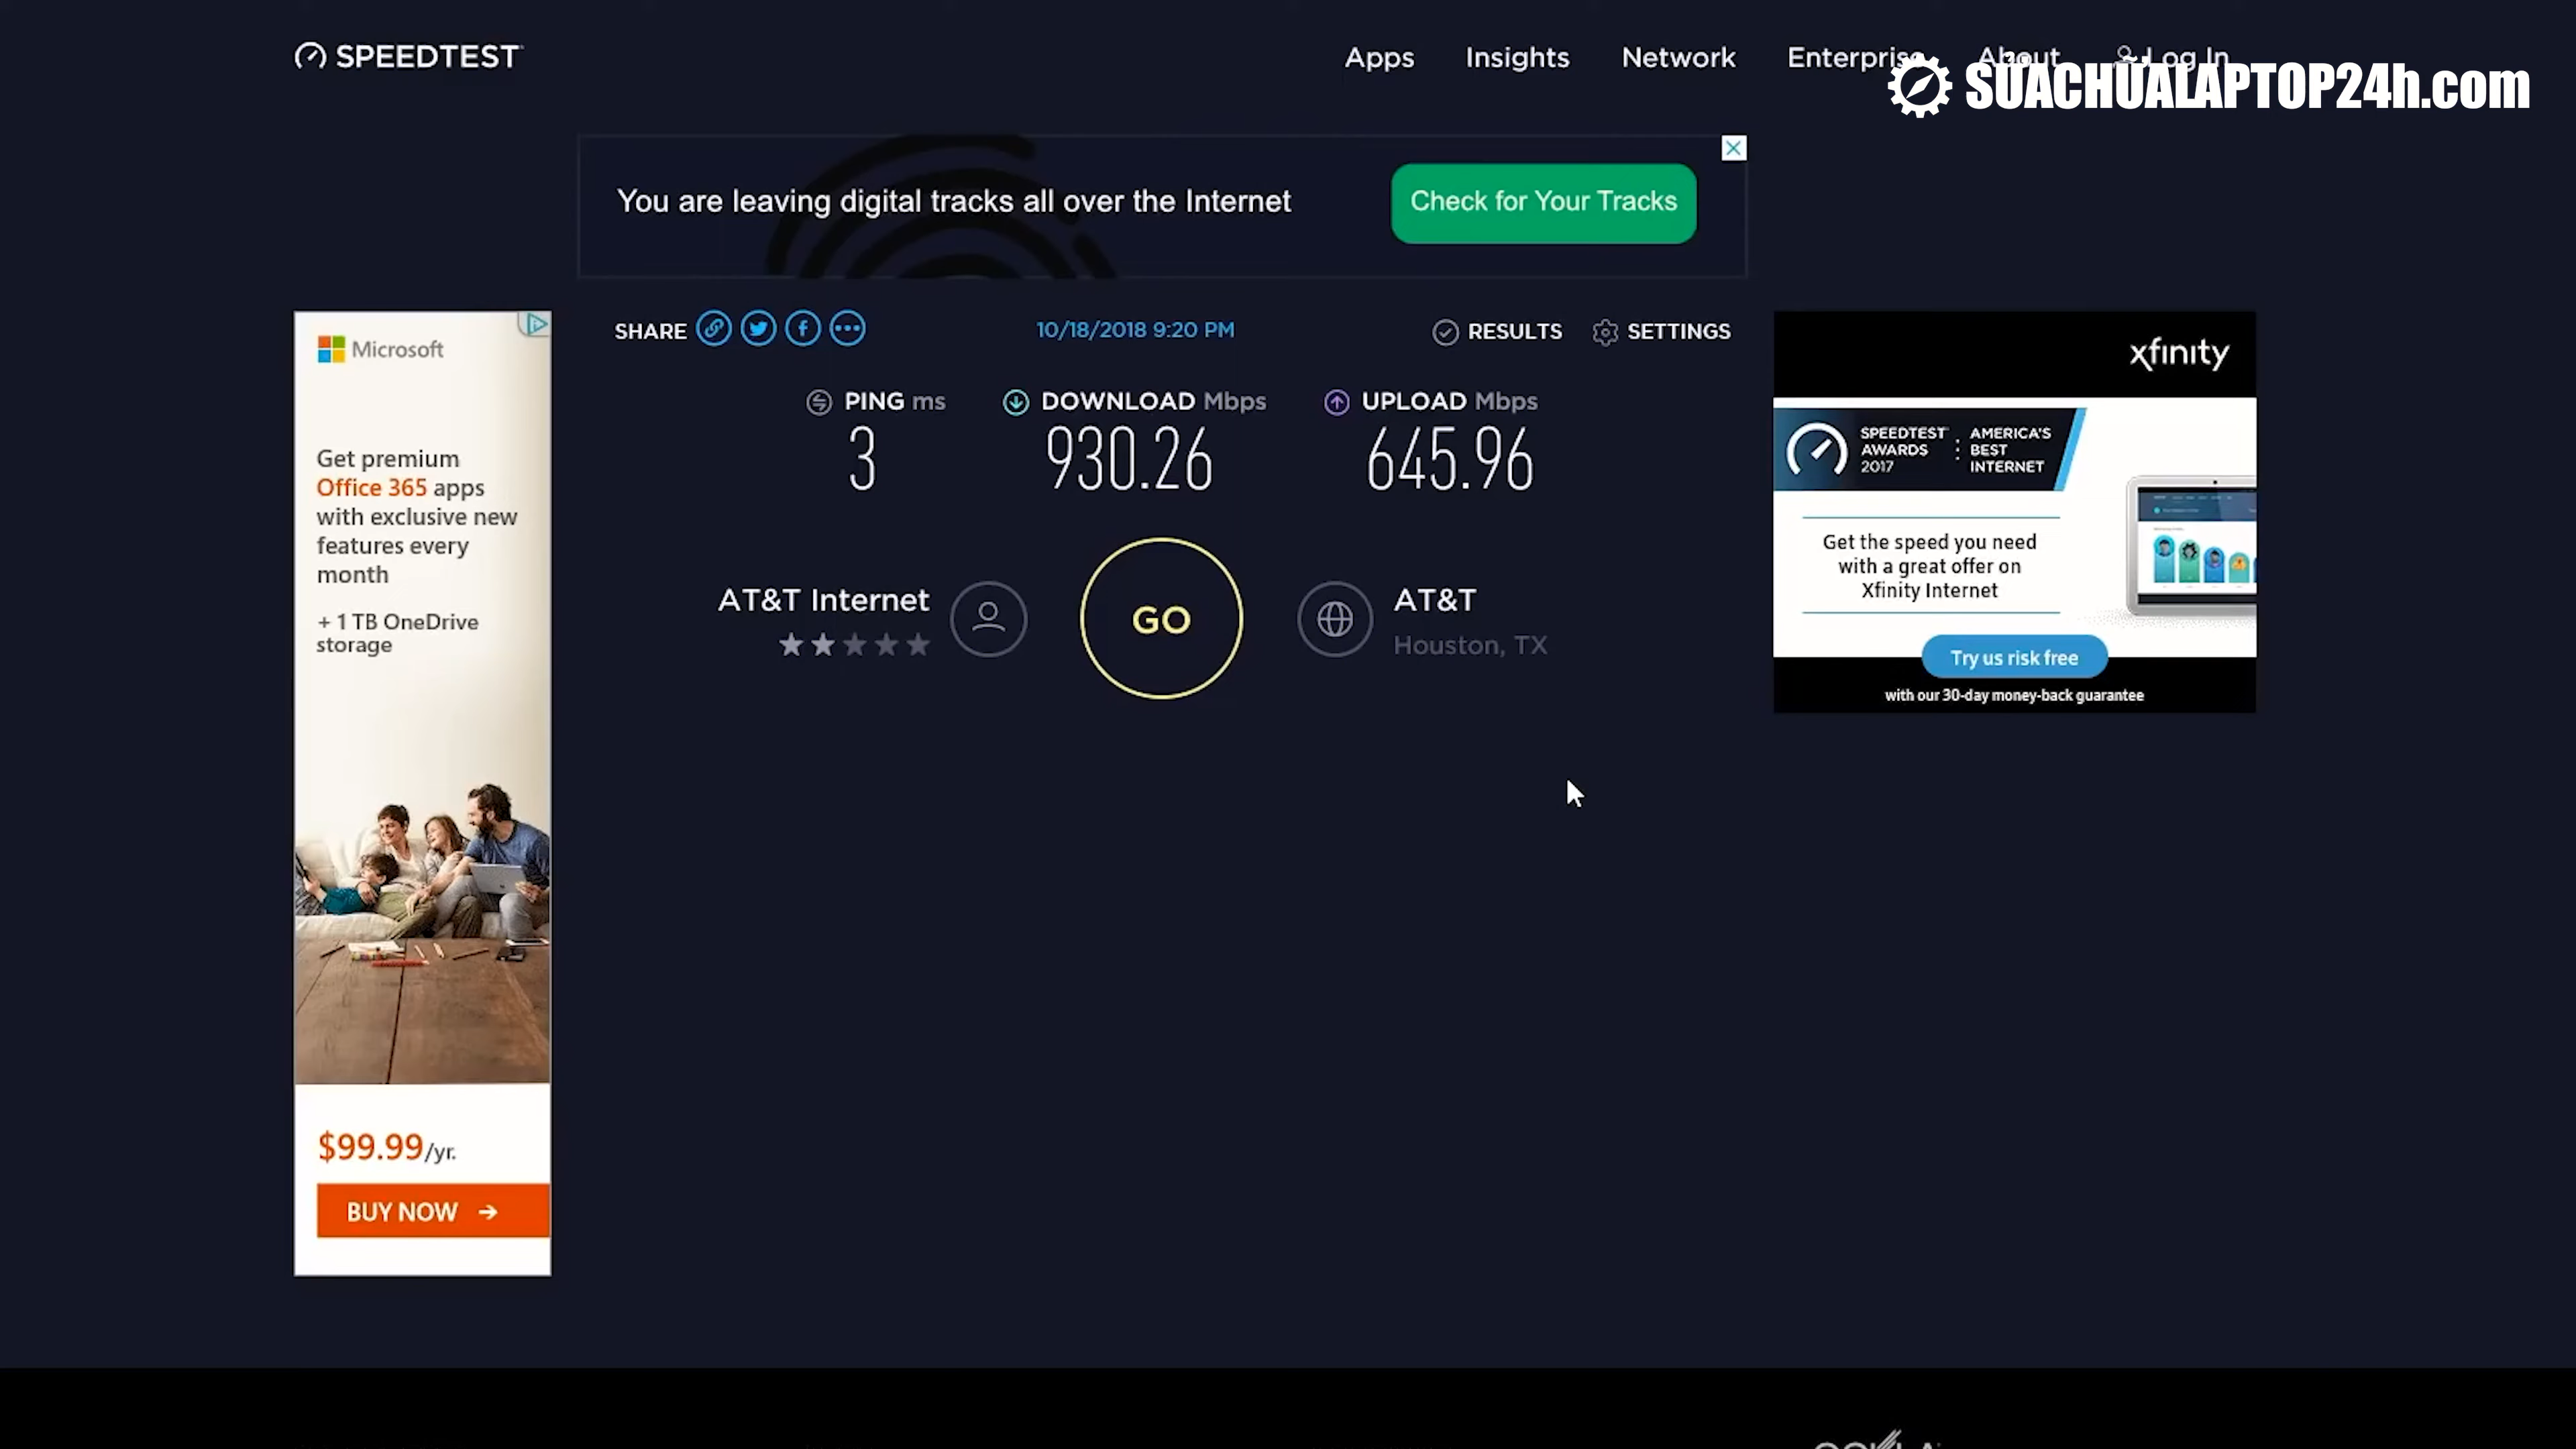 SPEEDTEST
Apps Insights Network Enterprise About Log In
SUACHUALAPTOP24h.com
You are leaving digital tracks all over the Internet
Check for Your Tracks
SHARE 10/18/2018 9:20 PM RESULTS SETTINGS
PING ms DOWNLOAD Mbps UPLOAD Mbps
3 930.26 645.96
AT&T Internet
GO
AT&T
Houston, TX
Microsoft
Get premium
Office 365 apps
with exclusive new
features every
month
+ 1 TB OneDrive
storage
$99.99/yr.
BUY NOW
xfinity
SPEEDTEST
AWARDS
2017
AMERICA'S
BEST
INTERNET
Get the speed you need
with a great offer on
Xfinity Internet
Try us risk free
with our 30-day money-back guarantee